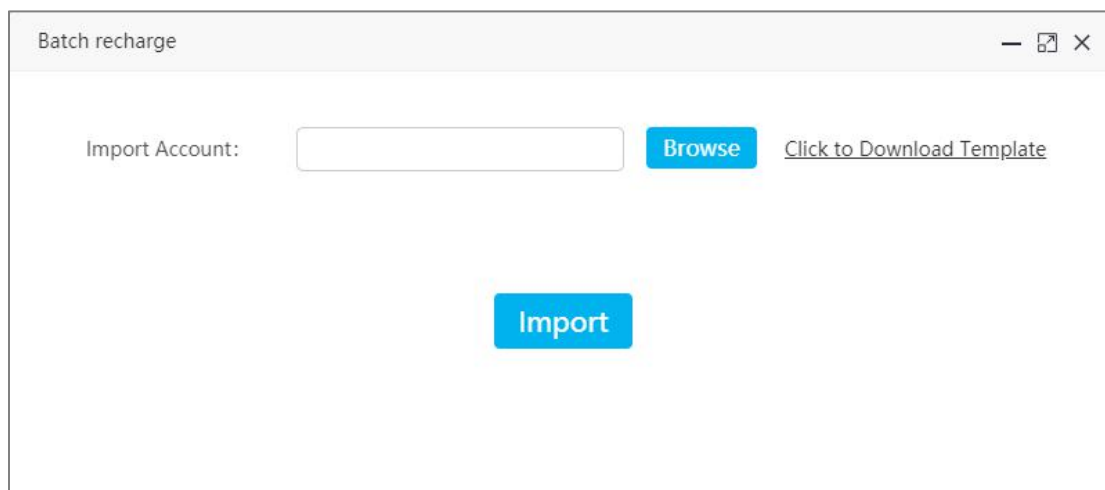 Batch recharge
Import Account: Browse Click to Download Template
Import